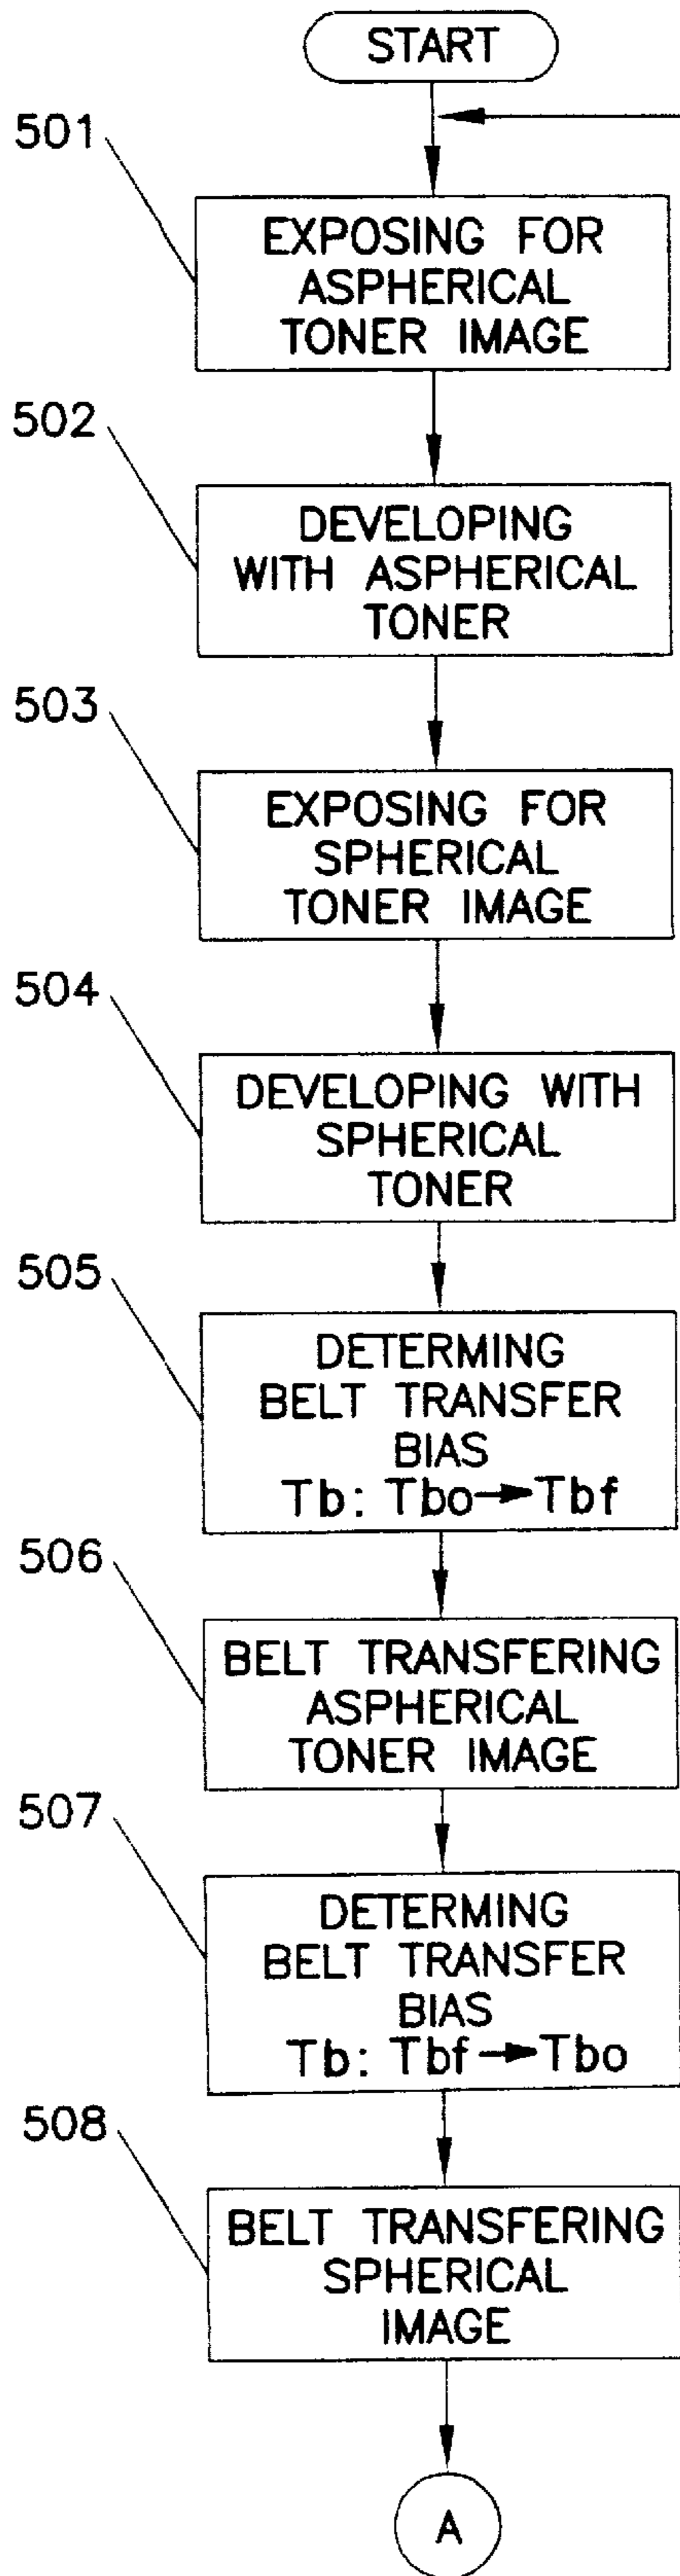 START
501
EXPOSING FOR
ASPHERICAL
TONER IMAGE
502
DEVELOPING
WITH ASPHERICAL
TONER
503
EXPOSING FOR
SPHERICAL
TONER IMAGE
504
DEVELOPING WITH
SPHERICAL
TONER
505
DETERMING
BELT TRANSFER
BIAS
Tb: Tbo→Tbf
506
BELT TRANSFERING
ASPHERICAL
TONER IMAGE
507
DETERMING
BELT TRANSFER
BIAS
Tb: Tbf→Tbo
508
BELT TRANSFERING
SPHERICAL
IMAGE
A